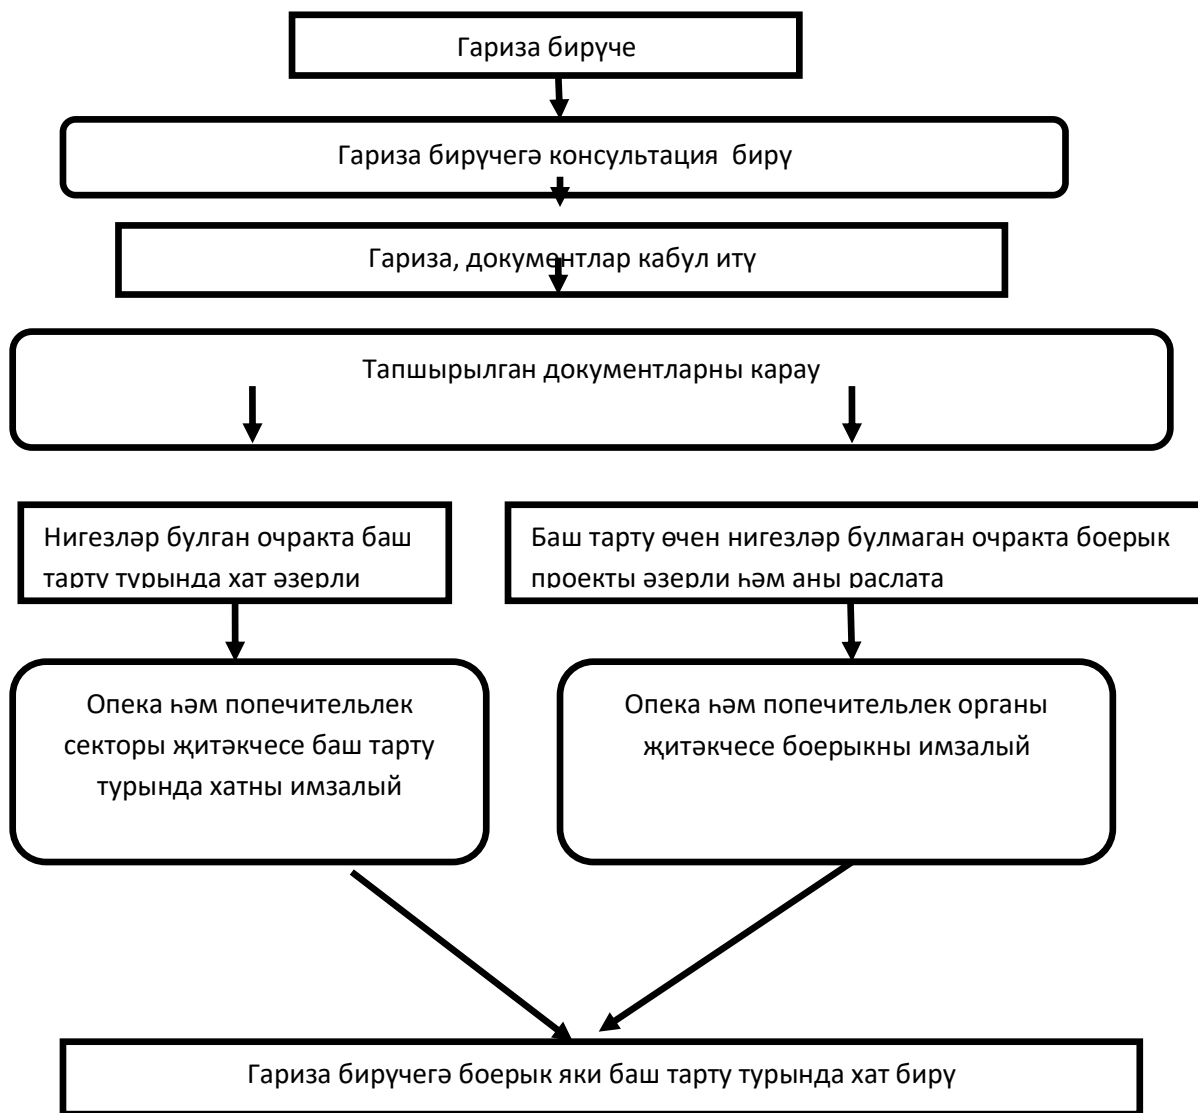 Гариза бирүче
Гариза бирүчегә консультация бирү
Гариза, документлар кабул итү
Тапшырылган документларны карау
Нигезләр булган очракта баш
тарту турында хат әзерли
Баш тарту өчен нигезләр булмаган очракта боерык
проекты әзерли һәм аны раслата
Опека һәм попечительлек
секторы җитәкчесе баш тарту
турында хатны имзалый
Опека һәм попечительлек органы
җитәкчесе боерыкны имзалый
Гариза бирүчегә боерык яки баш тарту турында хат бирү